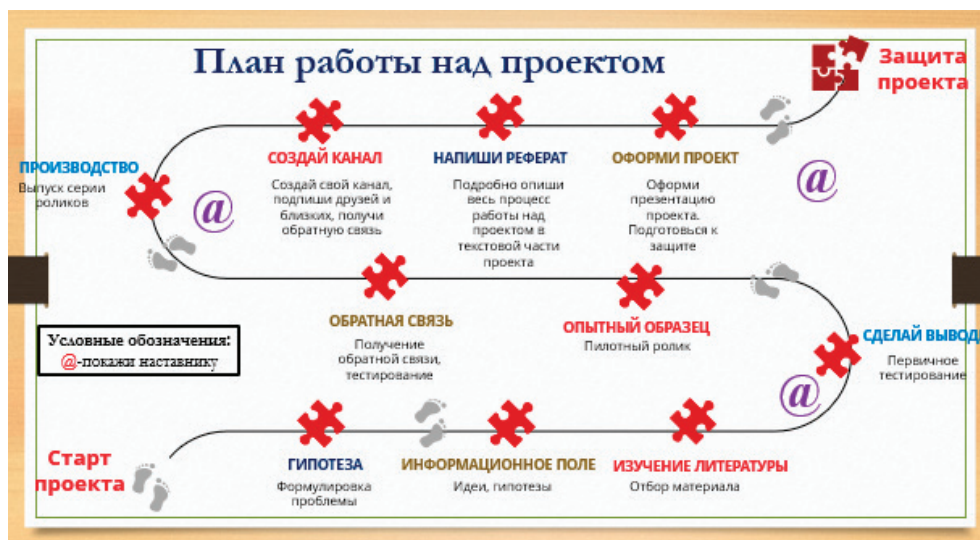 План работы над проектом
Защита
проекта
СОЗДАЙ КАНАЛ
Создай свой канал,
подпиши друзей и
близких, получи
обратную связь
НАПИШИ РЕФЕРАТ
Подробно опиши
весь процесс
работы над
проектом в
текстовой части
проекта
ОФОРМИ ПРОЕКТ
Оформи
презентацию
проекта.
Подготовься к
защите
ПРОИЗВОДСТВО
Выпуск серии
роликов
@
@
ОБРАТНАЯ СВЯЗЬ
Получение
обратной связи,
тестирование
ОПЫТНЫЙ ОБРАЗЕЦ
Пилотный ролик
СДЕЛАЙ ВЫВОД
Первичное
тестирование
Условные обозначения:
@-покажи наставнику
@
Старт
проекта
ГИПОТЕЗА
Формулировка
проблемы
ИНФОРМАЦИОННОЕ ПОЛЕ
Идеи, гипотезы
ИЗУЧЕНИЕ ЛИТЕРАТУРЫ
Отбор материала